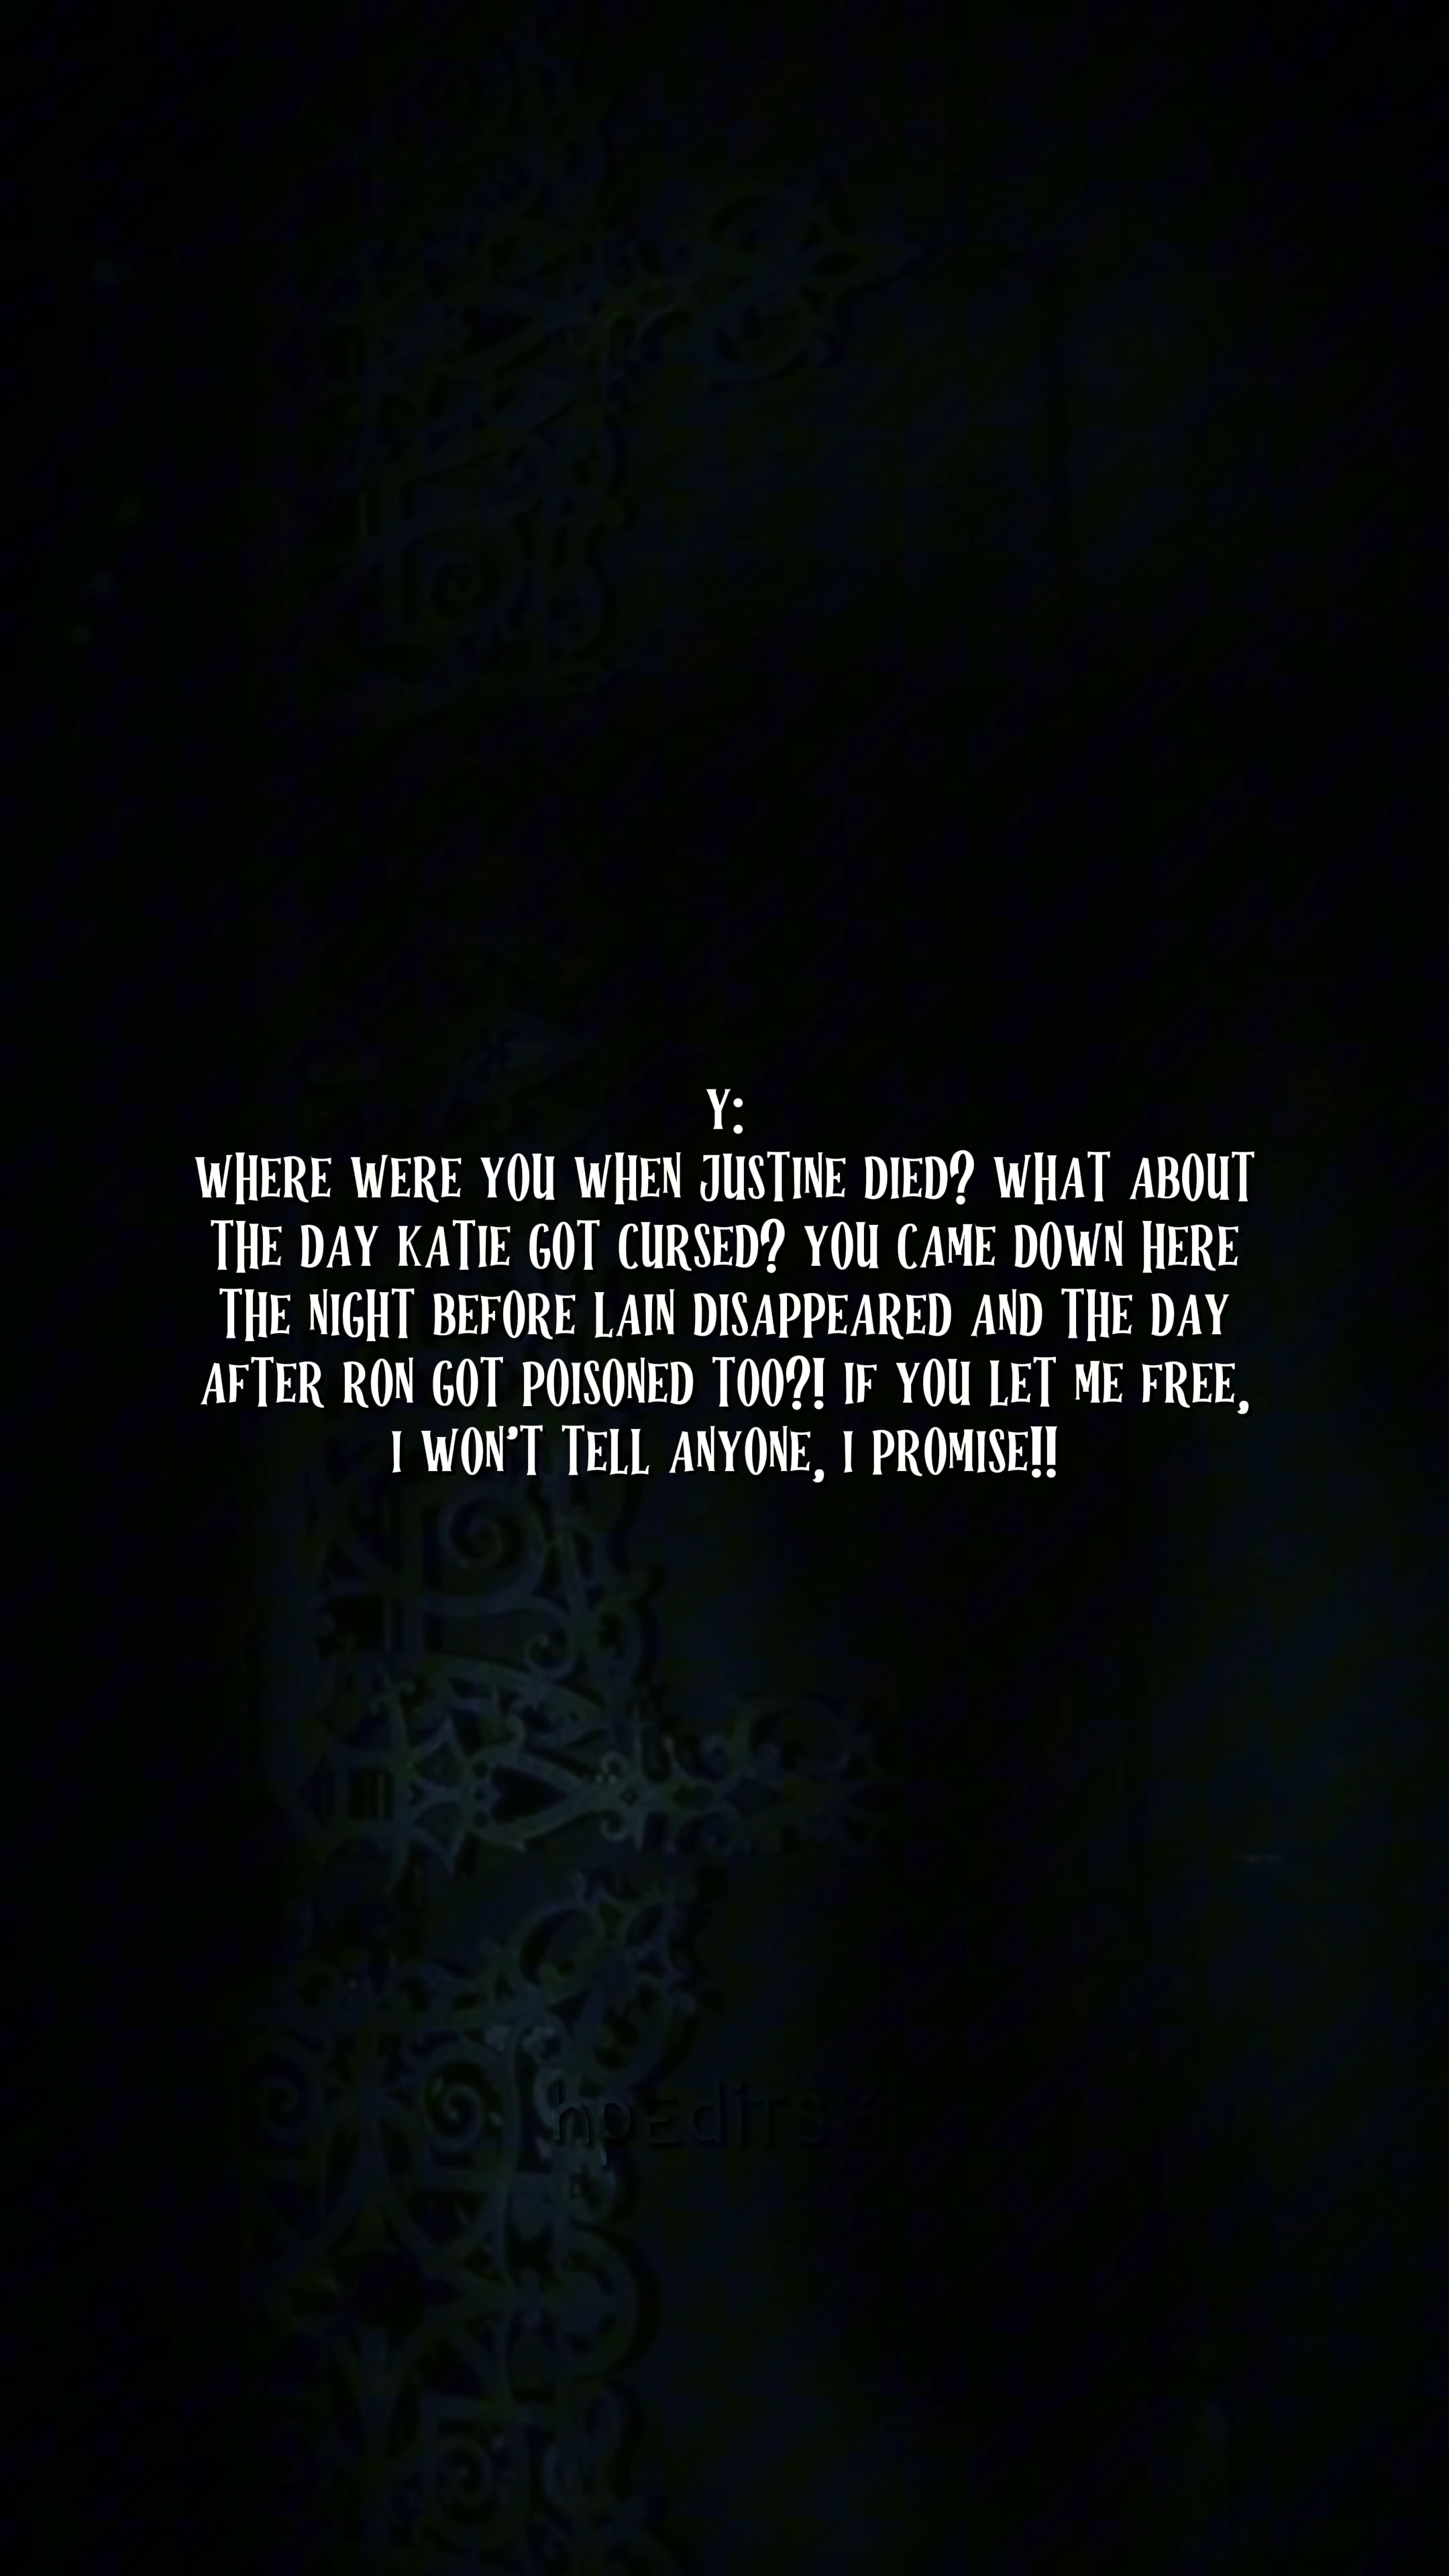 Y:
WHERE WERE YOU WHEN JUSTINE DIED? WHAT ABOUT
THE DAY KATIE GOT CURSED? YOU CAME DOWN HERE
THE NIGHT BEFORE LAIN DISAPPEARED AND THE DAY
AFTER RON GOT POISONED TOO?! IF YOU LET ME FREE,
I WON'T TELL ANYONE, I PROMISE!!